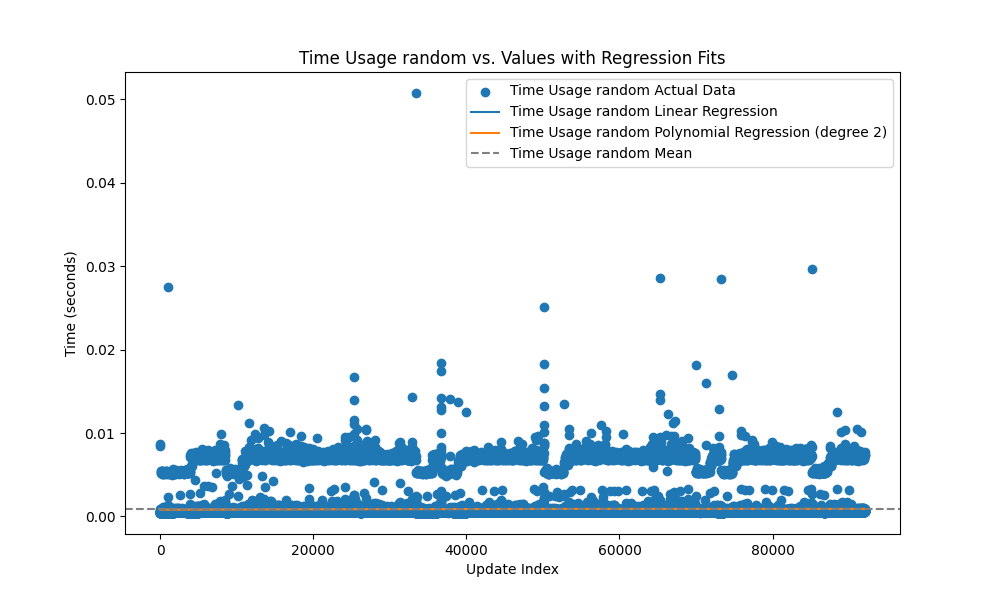 Time Usage random vs. Values with Regression Fits
Time Usage random Actual Data
Time Usage random Linear Regression
Time Usage random Polynomial Regression (degree 2)
Time Usage random Mean
Time (seconds)
0.05
0.04
0.03
0.02
0.01
0.00
0 20000 40000 60000 80000
Update Index